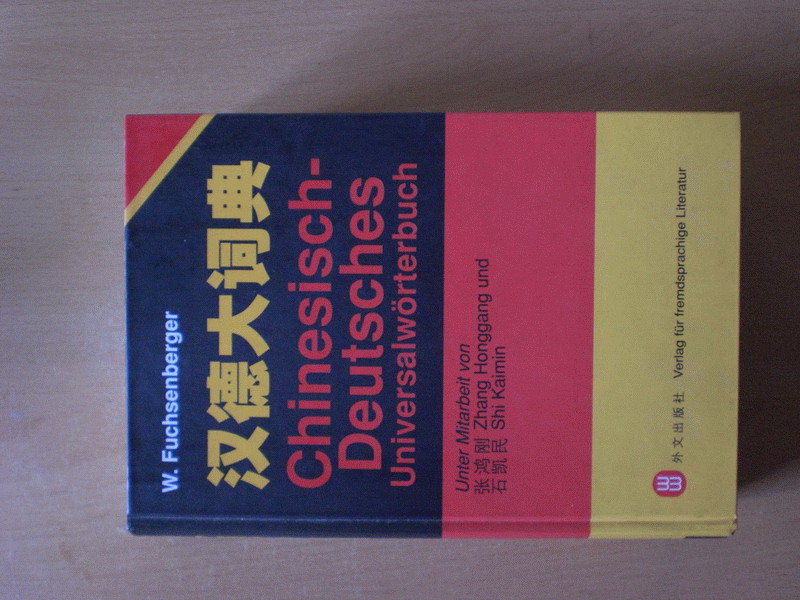 W. Fuchsenberger
汉德大词典
Chinesisch-
Deutsches
Universalwörterbuch
Unter Mitarbeit von
张鸿刚 Zhang Honggang und
石凯民 Shi Kaimin
外文出版社 Verlag für fremdsprachige Literatur